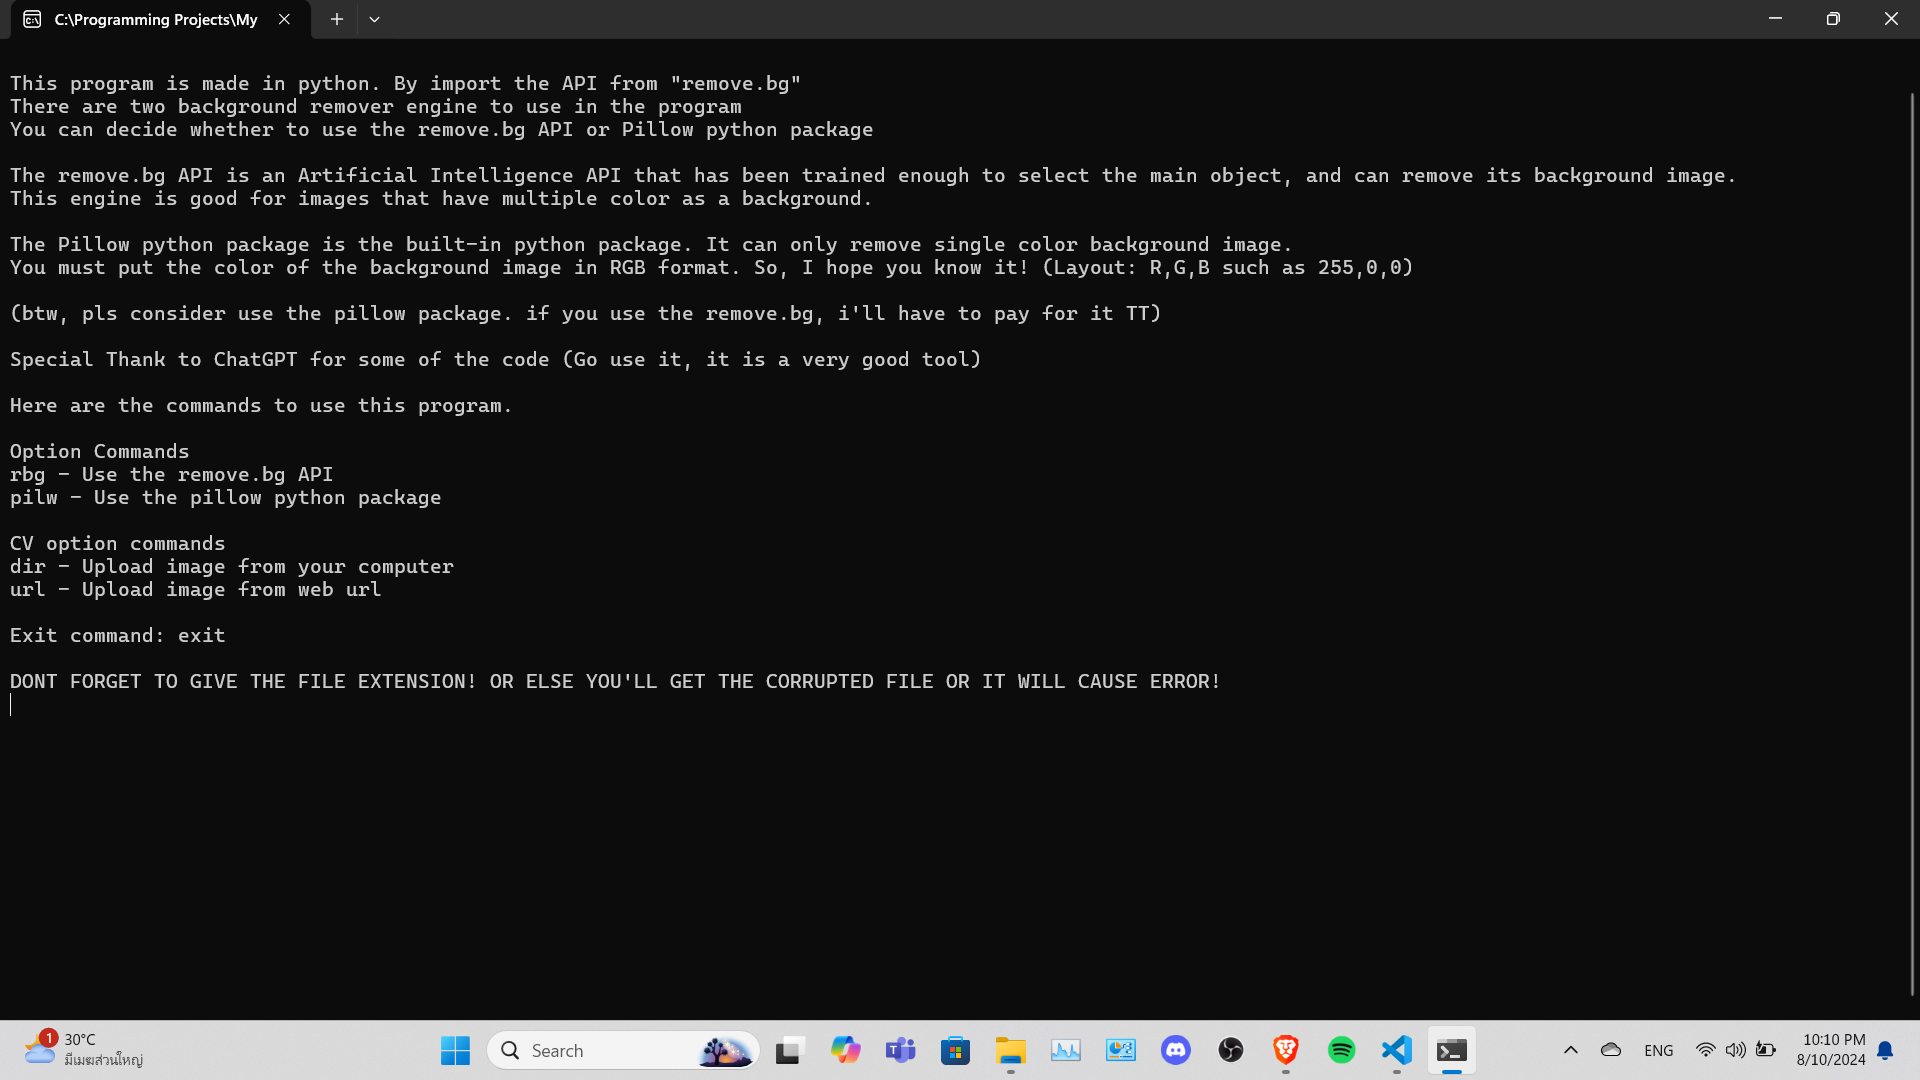 C:\Programming Projects\My
This program is made in python. By import the API from "remove.bg"
There are two background remover engine to use in the program
You can decide whether to use the remove.bg API or Pillow python package
The remove.bg API is an Artificial Intelligence API that has been trained enough to select the main object, and can remove its background image.
This engine is good for images that have multiple color as a background.
The Pillow python package is the built-in python package. It can only remove single color background image.
You must put the color of the background image in RGB format. So, I hope you know it! (Layout: R,G,B such as 255,0,0)
(btw, pls consider use the pillow package. if you use the remove.bg, i'll have to pay for it TT)
Special Thank to ChatGPT for some of the code (Go use it, it is a very good tool)
Here are the commands to use this program.
Option Commands
rbg - Use the remove.bg API
pilw - Use the pillow python package
CV option commands
dir - Upload image from your computer
url - Upload image from web url
Exit command: exit
DONT FORGET TO GIVE THE FILE EXTENSION! OR ELSE YOU'LL GET THE CORRUPTED FILE OR IT WILL CAUSE ERROR!
1
30°C
มีเมฆส่วนใหญ่
Search
ENG
10:10 PM
8/10/2024